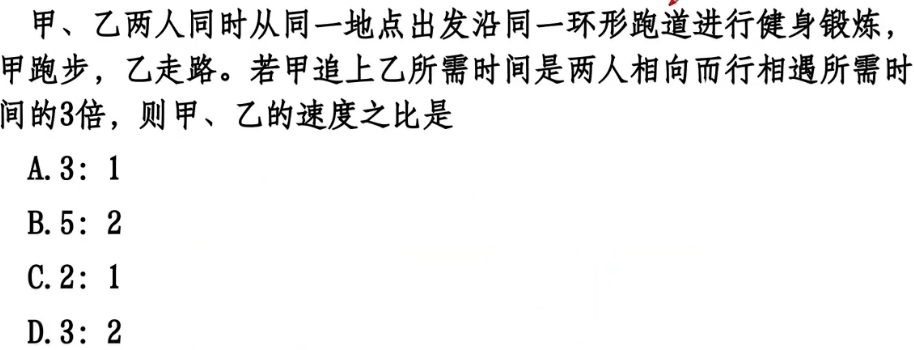 甲、乙两人同时从同一地点出发沿同一环形跑道进行健身锻炼，
甲跑步，乙走路。若甲追上乙所需时间是两人相向而行相遇所需时
间的3倍，则甲、乙的速度之比是
A.3：1
B.5：2
C.2：1
D.3：2